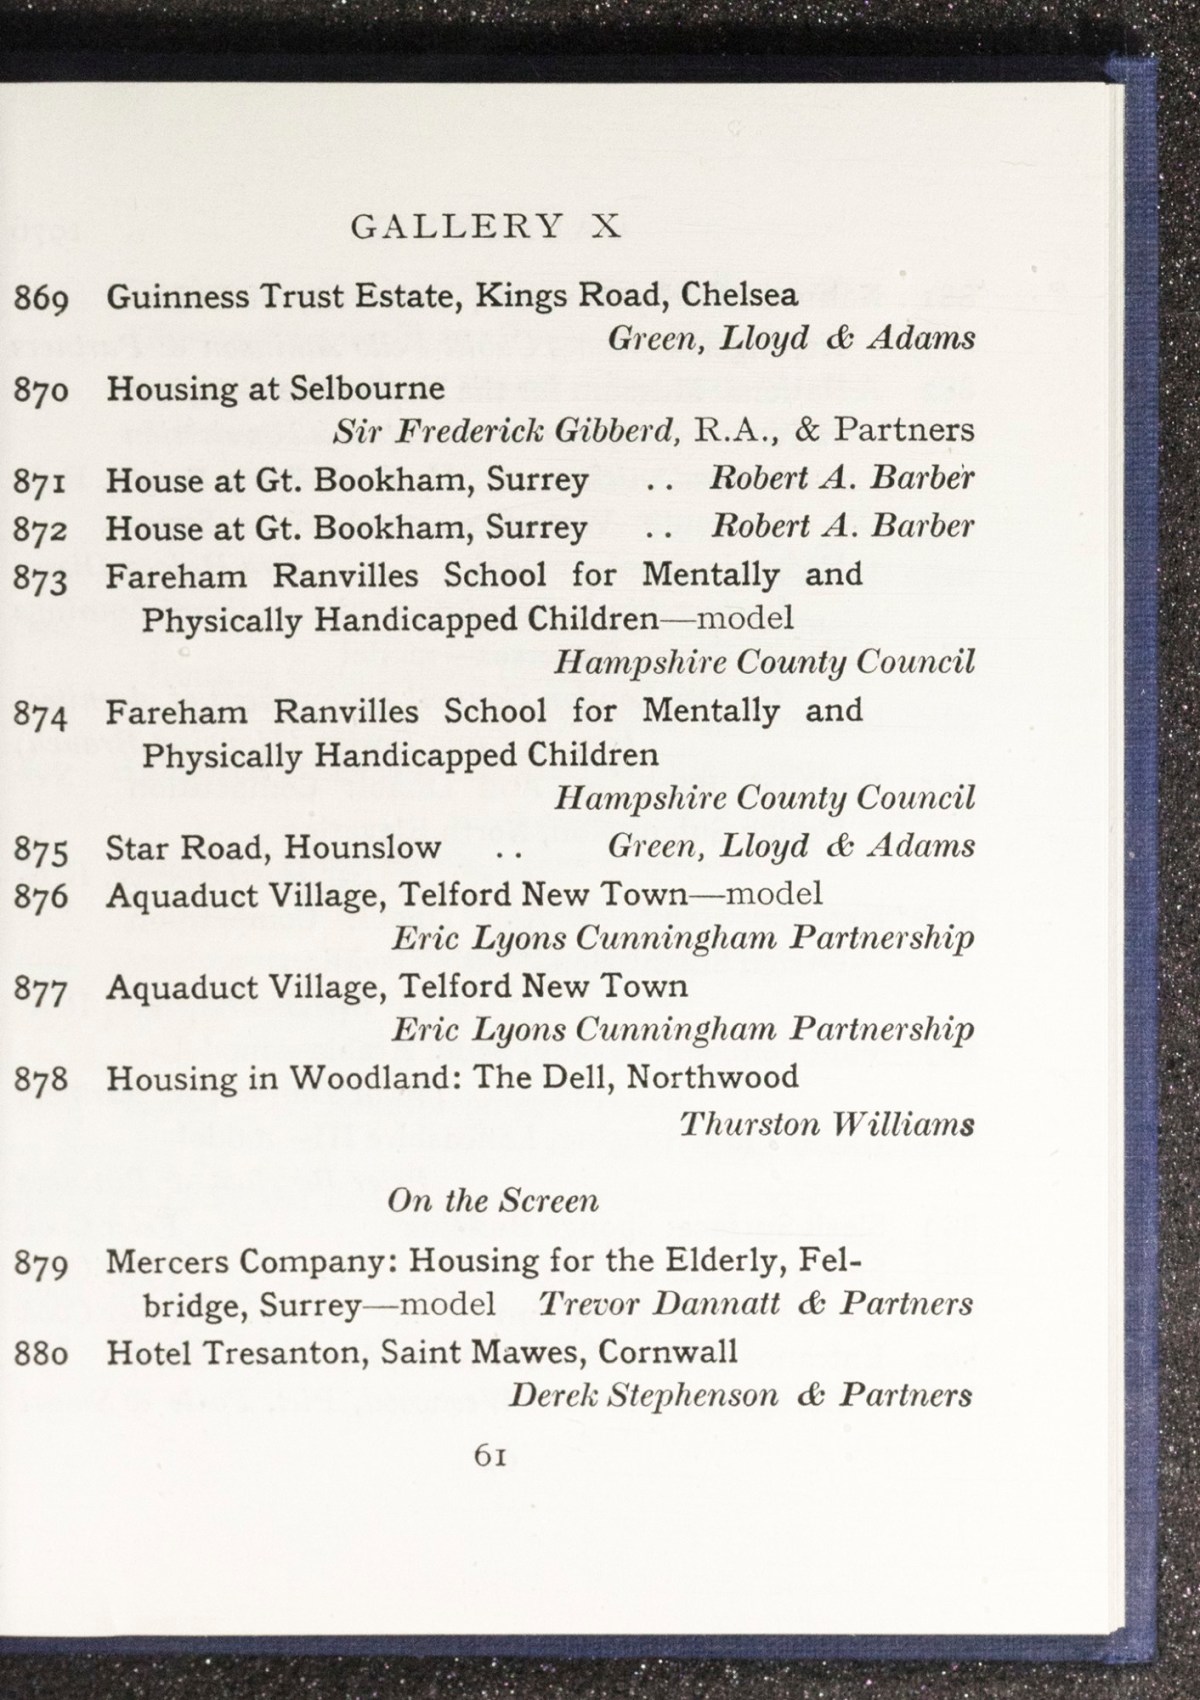 GALLERY X
869 Guinness Trust Estate, Kings Road, Chelsea
Green, Lloyd & Adams
870 Housing at Selbourne
Sir Frederick Gibberd, R.A., & Partners
871 House at Gt. Bookham, Surrey .. Robert A. Barber
872 House at Gt. Bookham, Surrey .. Robert A. Barber
873 Fareham Ranvilles School for Mentally and
Physically Handicapped Children—model
Hampshire County Council
874 Fareham Ranvilles School for Mentally and
Physically Handicapped Children
Hampshire County Council
875 Star Road, Hounslow .. Green, Lloyd & Adams
876 Aquaduct Village, Telford New Town—model
Eric Lyons Cunningham Partnership
877 Aquaduct Village, Telford New Town
Eric Lyons Cunningham Partnership
878 Housing in Woodland: The Dell, Northwood
Thurston Williams
On the Screen
879 Mercers Company: Housing for the Elderly, Fel-
bridge, Surrey—model Trevor Dannatt & Partners
880 Hotel Tresanton, Saint Mawes, Cornwall
Derek Stephenson & Partners
61